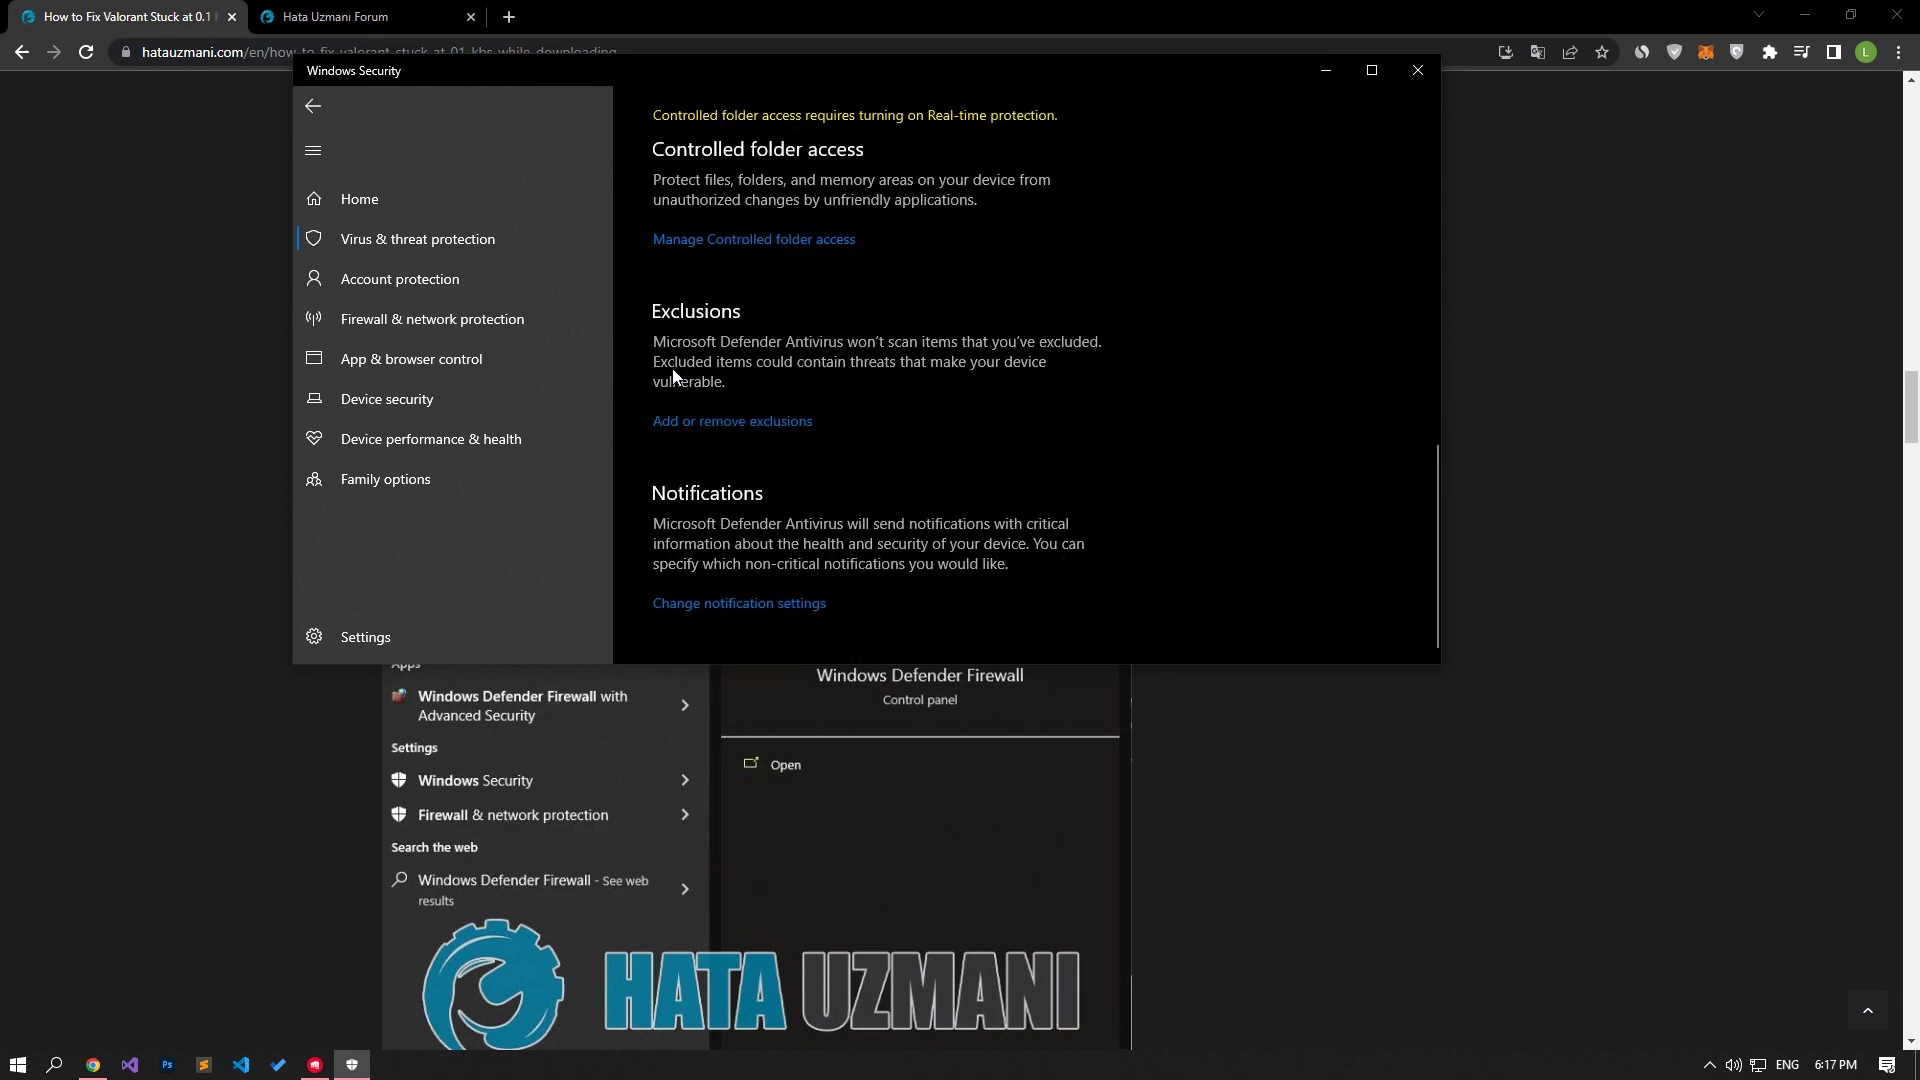 How to Fix Valorant Stuck at 0.1
Hata Uzmanı Forum
hatauzmani.com/en/how-to-fix-valorant-stuck-at-01-kbs-while-downloading
L
Windows Security
Home
Virus & threat protection
Account protection
Firewall & network protection
App & browser control
Device security
Device performance & health
Family options
Settings
Controlled folder access requires turning on Real-time protection.
Controlled folder access
Protect files, folders, and memory areas on your device from
unauthorized changes by unfriendly applications.
Manage Controlled folder access
Exclusions
Microsoft Defender Antivirus won't scan items that you've excluded.
Excluded items could contain threats that make your device
vulnerable.
Add or remove exclusions
Notifications
Microsoft Defender Antivirus will send notifications with critical
information about the health and security of your device. You can
specify which non-critical notifications you would like.
Change notification settings
Apps
Windows Defender Firewall with
Advanced Security
Settings
Windows Security
Firewall & network protection
Search the web
Windows Defender Firewall - See web
results
Windows Defender Firewall
Control panel
Open
HATA UZMANI
Ps
ENG
6:17 PM